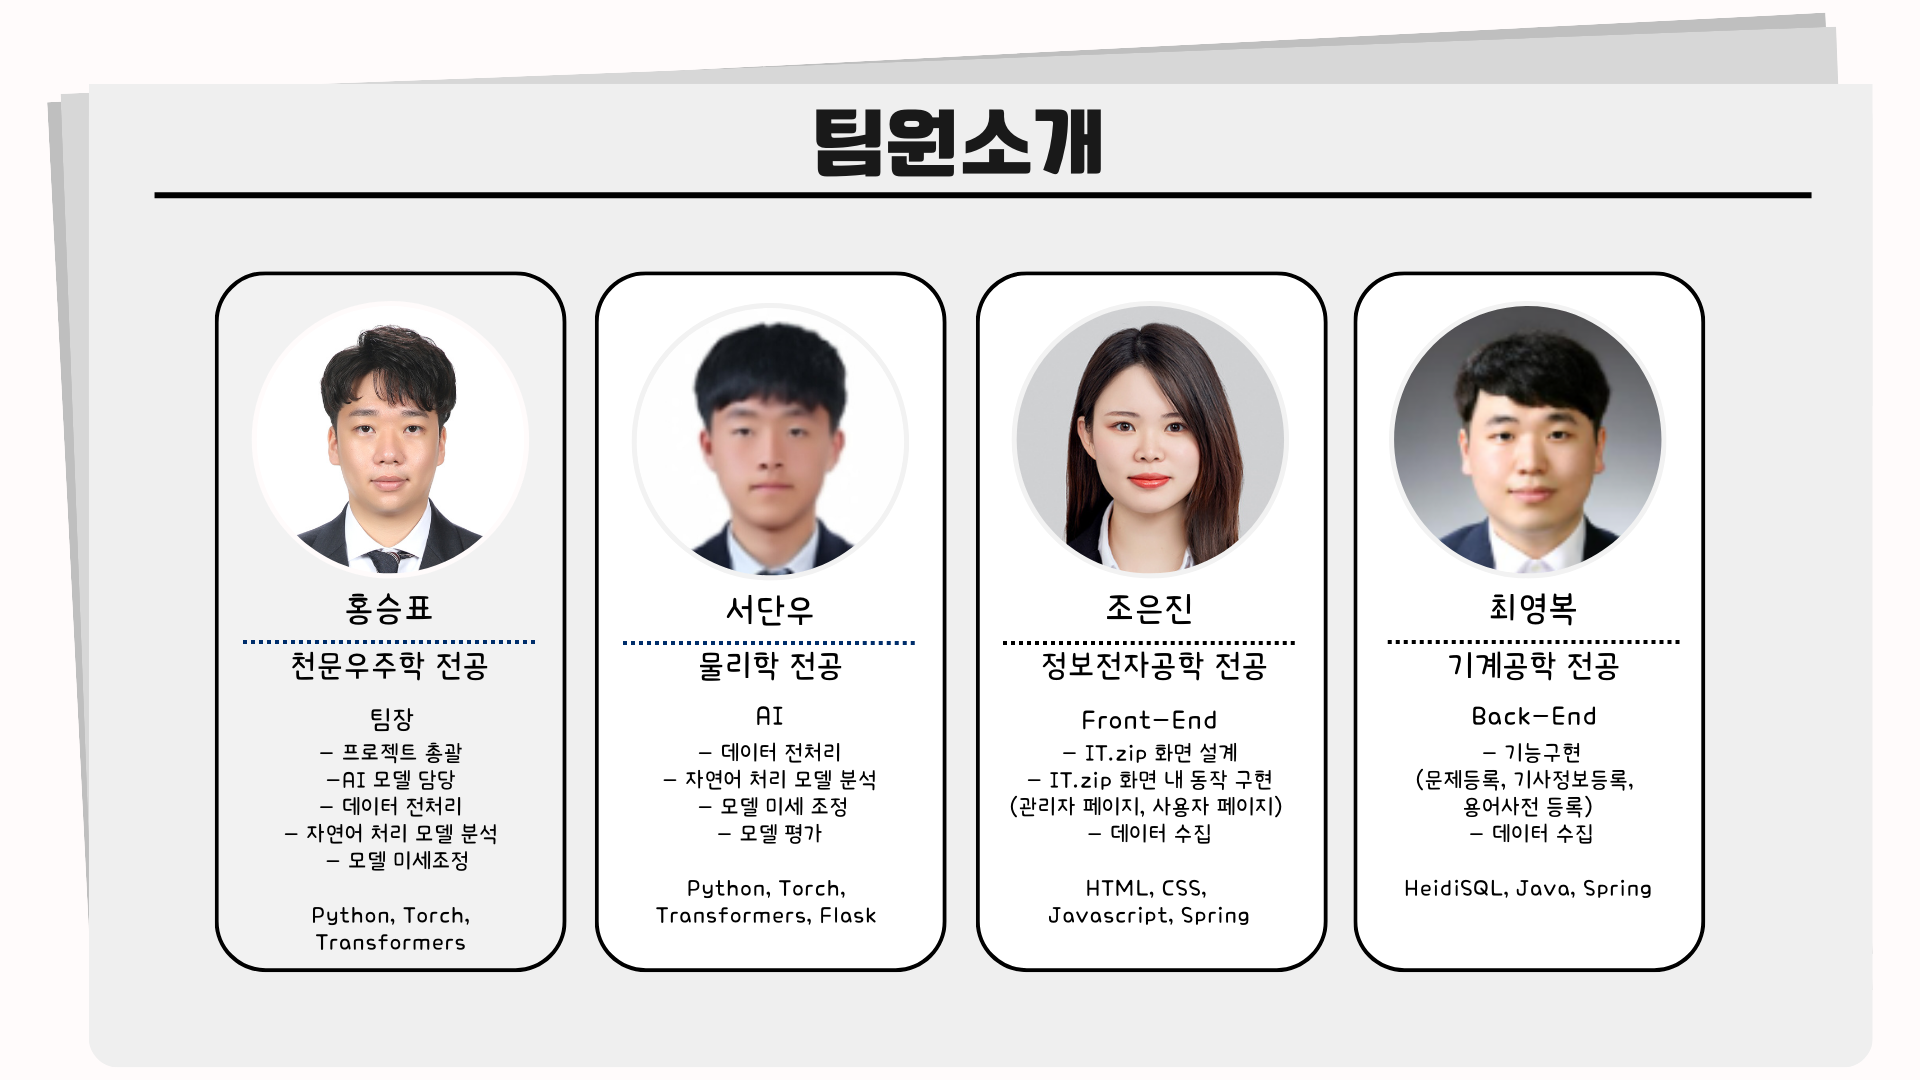 팀원소개
홍승표
천문우주학 전공
팀장
- 프로젝트 총괄
-AI 모델 담당
- 데이터 전처리
- 자연어 처리 모델 분석
- 모델 미세조정
Python, Torch,
Transformers
서단우
물리학 전공
AI
- 데이터 전처리
- 자연어 처리 모델 분석
- 모델 미세 조정
- 모델 평가
Python, Torch,
Transformers, Flask
조은진
정보전자공학 전공
Front-End
- IT.zip 화면 설계
- IT.zip 화면 내 동작 구현
(관리자 페이지, 사용자 페이지)
- 데이터 수집
HTML, CSS,
Javascript, Spring
최영복
기계공학 전공
Back-End
- 기능구현
(문제등록, 기사정보등록,
용어사전 등록)
- 데이터 수집
HeidiSQL, Java, Spring